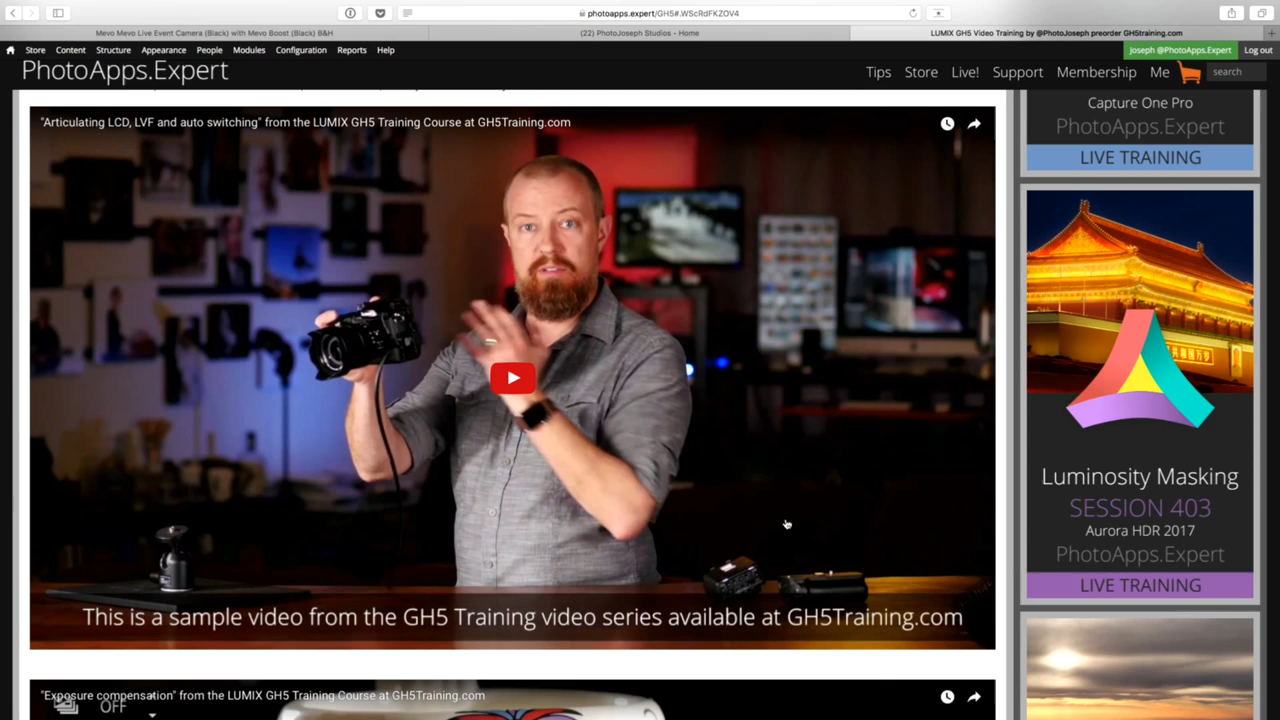 photoapps.expert/GH5#.WScRdFKZOV4
Mevo Mevo Live Event Camera (Black) with Mevo Boost (Black) B&H
(22) PhotoJoseph Studios - Home
LUMIX GH5 Video Training by @PhotoJoseph preorder GH5training.com
Store Content Structure Appearance People Modules Configuration Reports Help
Joseph @PhotoApps.Expert Log out
PhotoApps.Expert
Tips Store Live! Support Membership Me
search
"Articulating LCD, LVF and auto switching" from the LUMIX GH5 Training Course at GH5Training.com
This is a sample video from the GH5 Training video series available at GH5Training.com
"Exposure compensation" from the LUMIX GH5 Training Course at GH5Training.com
OFF
Capture One Pro
PhotoApps.Expert
LIVE TRAINING
Luminosity Masking
SESSION 403
Aurora HDR 2017
PhotoApps.Expert
LIVE TRAINING